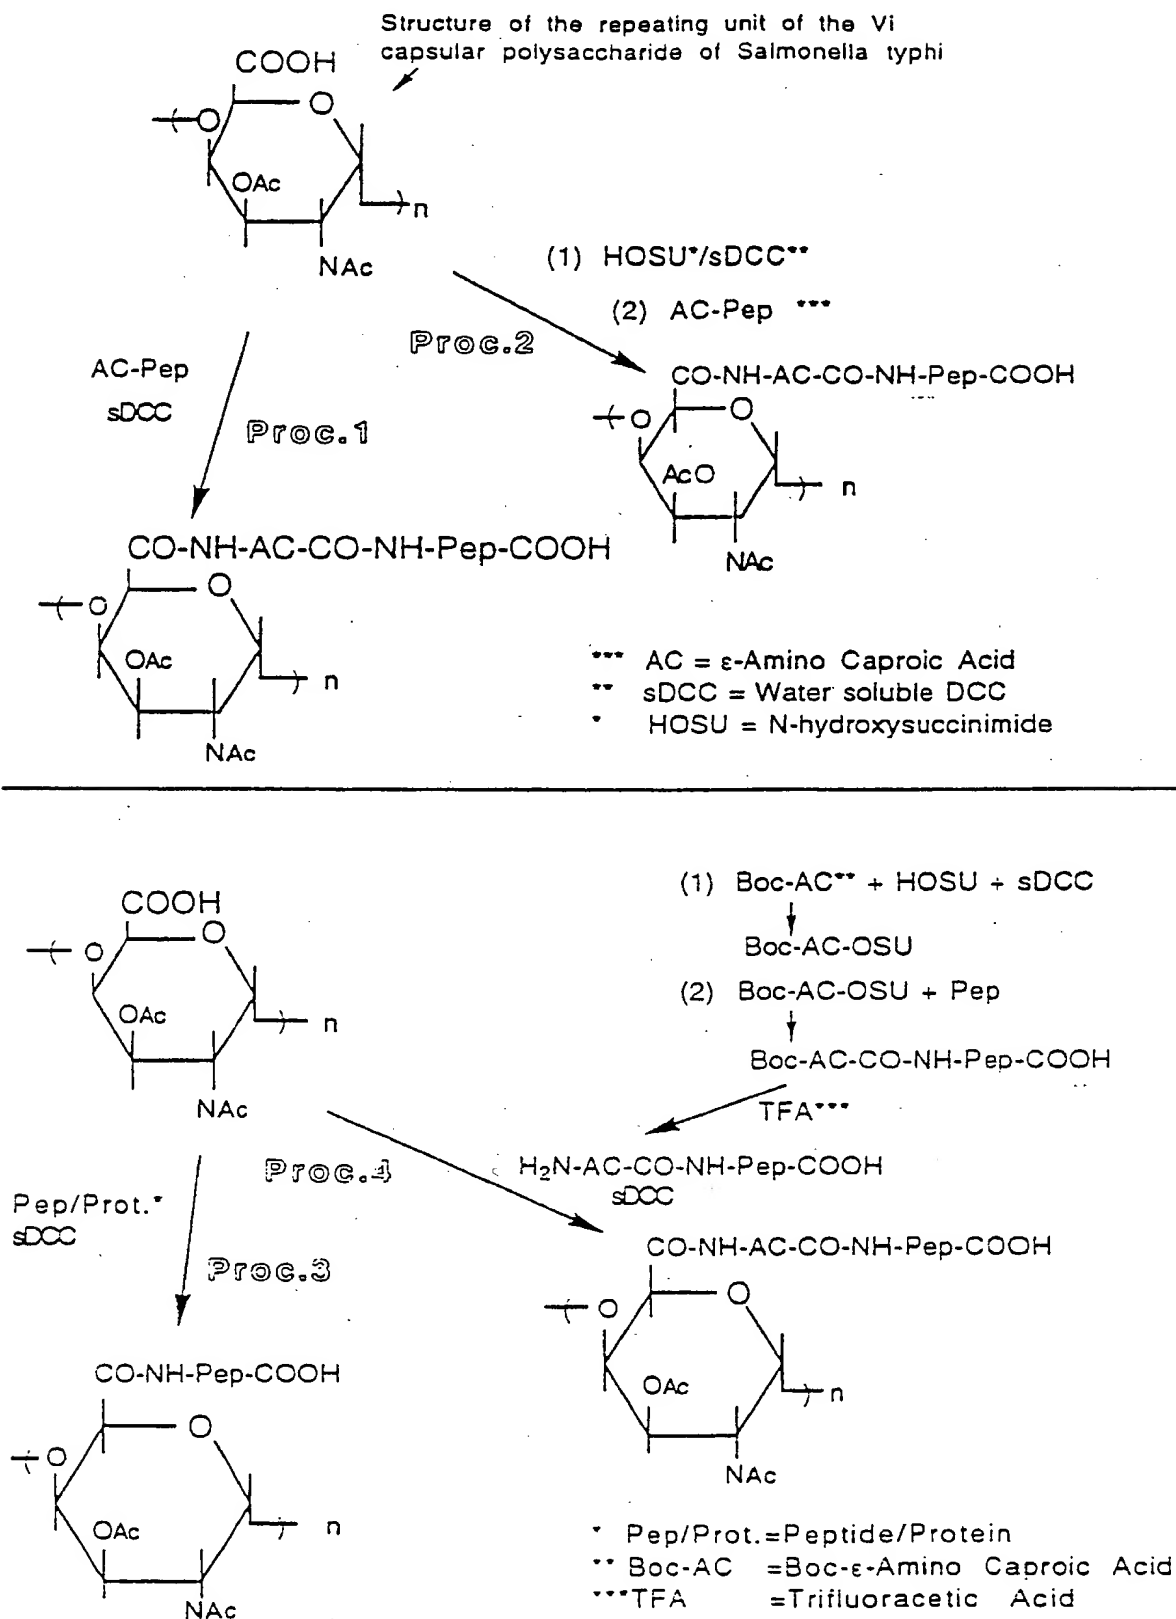 Structure of the repeating unit of the Vi
capsular polysaccharide of Salmonella typhi
COOH
O
O
OAc
n
NAc
(1) HOSU*/sDCC**
(2) AC-Pep ***
Proc.2
AC-Pep
sDCC
Proc.1
CO-NH-AC-CO-NH-Pep-COOH
O
O
AcO
n
NAc
CO-NH-AC-CO-NH-Pep-COOH
O
O
OAc
n
NAc
*** AC = ε-Amino Caproic Acid
** sDCC = Water soluble DCC
* HOSU = N-hydroxysuccinimide
(1) Boc-AC** + HOSU + sDCC
Boc-AC-OSU
(2) Boc-AC-OSU + Pep
Boc-AC-CO-NH-Pep-COOH
TFA***
H₂N-AC-CO-NH-Pep-COOH
sDCC
COOH
O
O
OAc
n
NAc
Proc.4
Pep/Prot.*
sDCC
Proc.3
CO-NH-AC-CO-NH-Pep-COOH
O
O
OAc
n
NAc
CO-NH-Pep-COOH
O
O
OAc
n
NAc
* Pep/Prot.=Peptide/Protein
** Boc-AC =Boc-ε-Amino Caproic Acid
***TFA =Trifluoracetic Acid